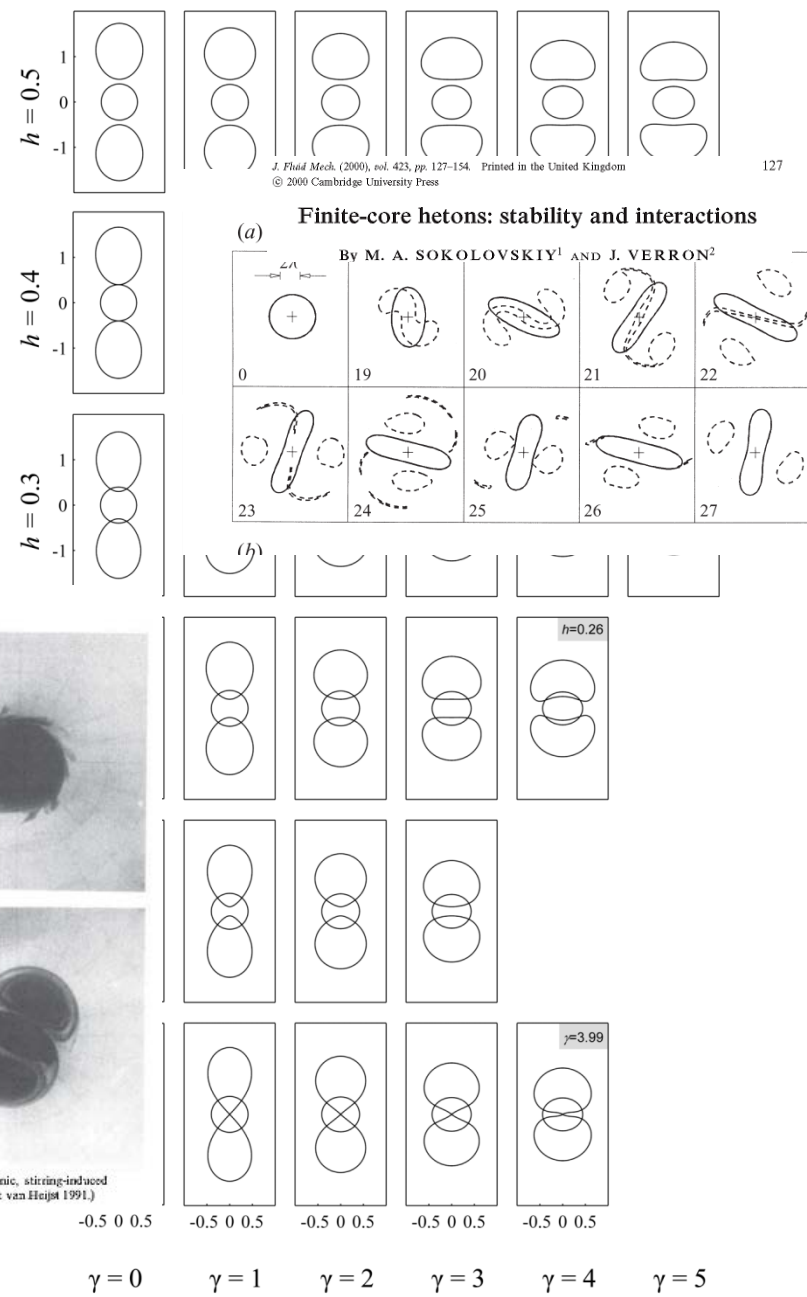 h = 0.5
1
0
-1
J. Fluid Mech. (2000), vol. 423, pp. 127–154. Printed in the United Kingdom
127
© 2000 Cambridge University Press
Finite-core hetons: stability and interactions
(a)
By M. A. SOKOLOVSKIY1 AND J. VERRON2
h = 0.4
1
0
-1
0
19
20
21
22
23
24
25
26
27
h = 0.3
1
0
-1
(b)
h=0.26
γ=3.99
nic, stirring-induced
van Heijst 1991.)
-0.5 0 0.5
-0.5 0 0.5
-0.5 0 0.5
-0.5 0 0.5
-0.5 0 0.5
γ = 0
γ = 1
γ = 2
γ = 3
γ = 4
γ = 5